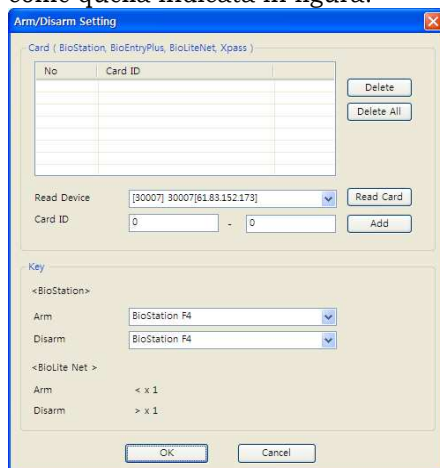 come quella indicata in figura.
Arm/Disarm Setting
Card ( BioStation, BioEntryPlus, BioLiteNet, Xpass )
No Card ID
Delete
Delete All
Read Device [30007] 30007[61.83.152.173] Read Card
Card ID 0 - 0 Add
Key
<BioStation>
Arm BioStation F4
Disarm BioStation F4
<BioLite Net >
Arm < x 1
Disarm > x 1
OK Cancel